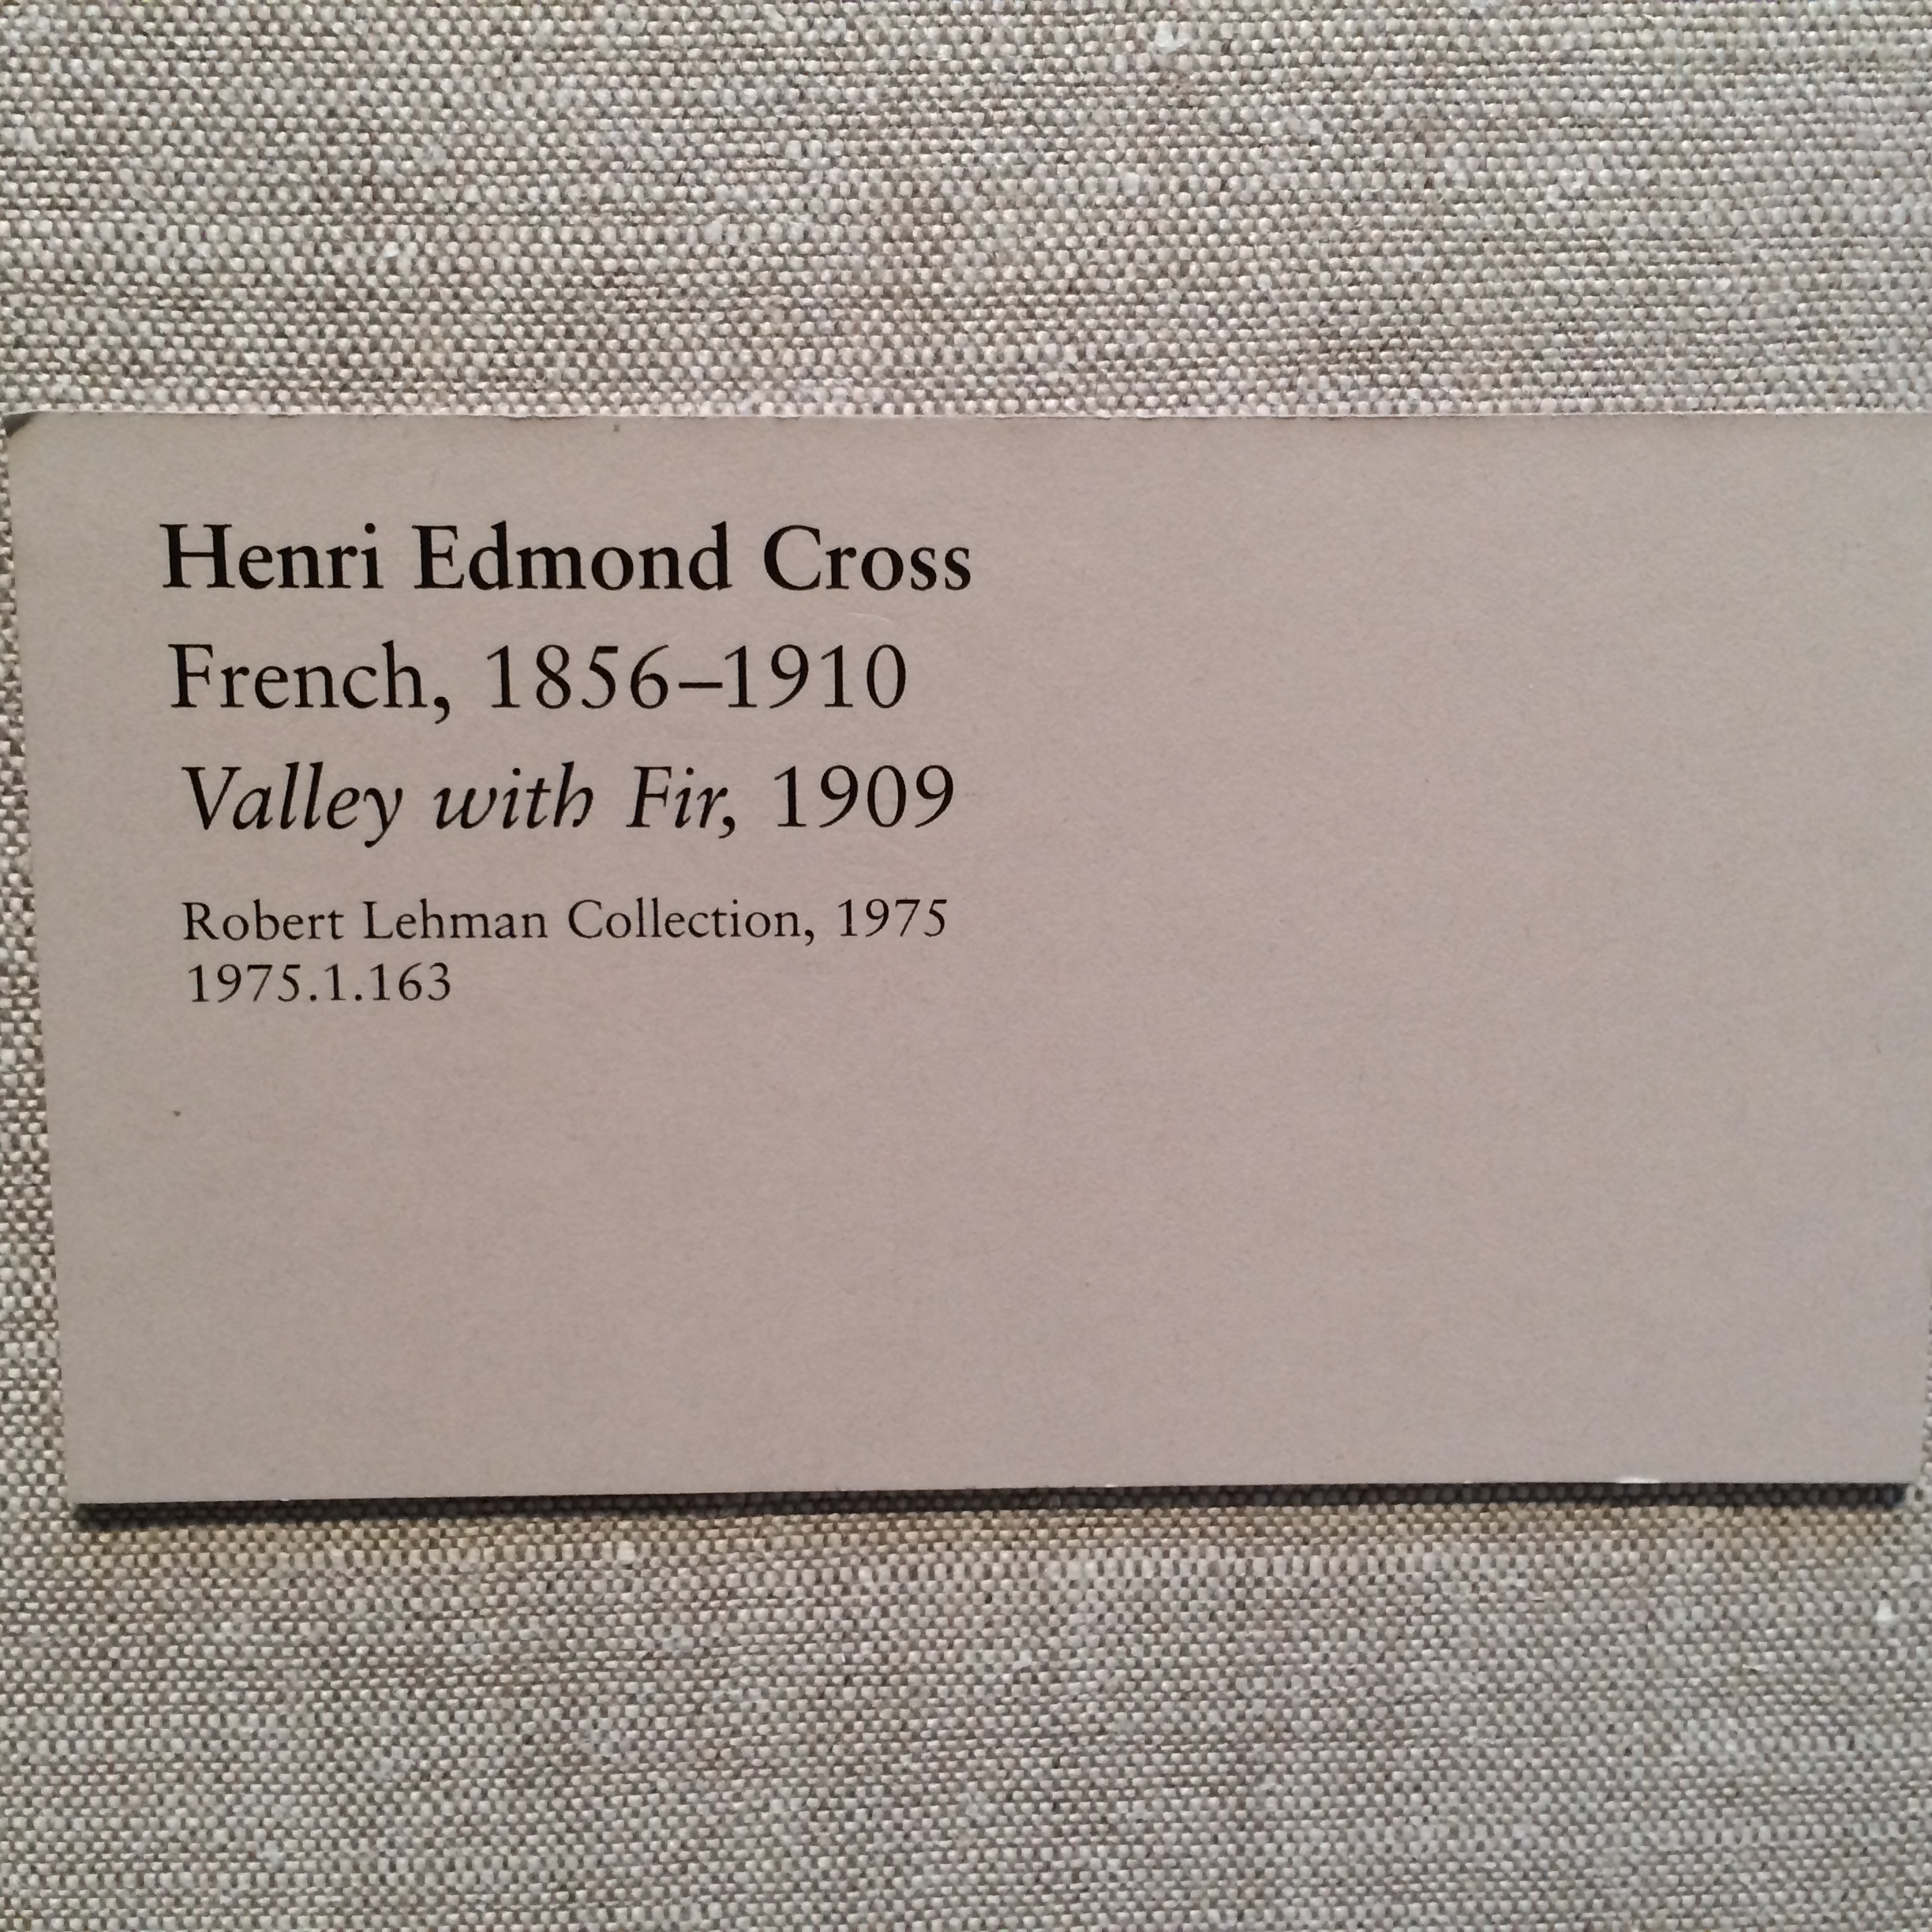 Henri Edmond Cross
French, 1856–1910
Valley with Fir, 1909
Robert Lehman Collection, 1975
1975.1.163